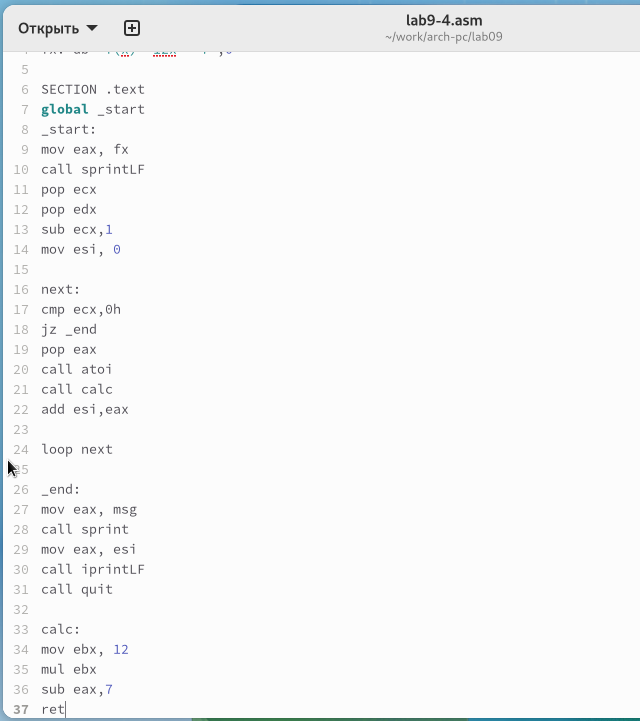 Открыть
lab9-4.asm
~/work/arch-pc/lab09
5
6 SECTION .text
7 global _start
8 _start:
9 mov eax, fx
10 call sprintLF
11 pop ecx
12 pop edx
13 sub ecx,1
14 mov esi, 0
15
16 next:
17 cmp ecx,0h
18 jz _end
19 pop eax
20 call atoi
21 call calc
22 add esi,eax
23
24 loop next
25
26 _end:
27 mov eax, msg
28 call sprint
29 mov eax, esi
30 call iprintLF
31 call quit
32
33 calc:
34 mov ebx, 12
35 mul ebx
36 sub eax,7
37 ret